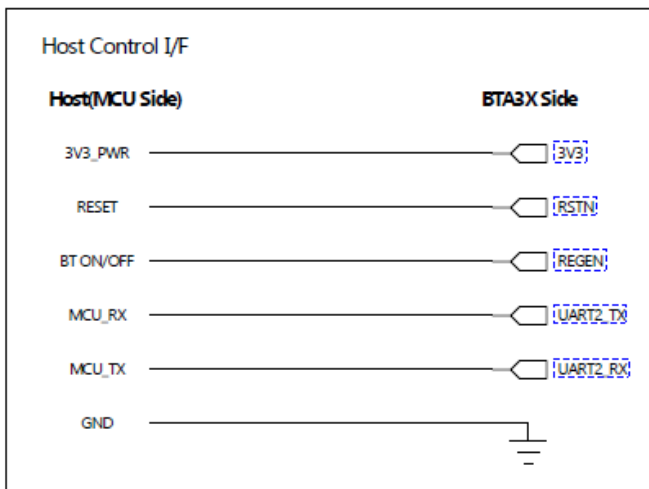 Host Control I/F
Host(MCU Side) BTA3X Side
3V3_PWR 3V3
RESET RSTN
BT ON/OFF REGEN
MCU_RX UART2_TX
MCU_TX UART2_RX
GND